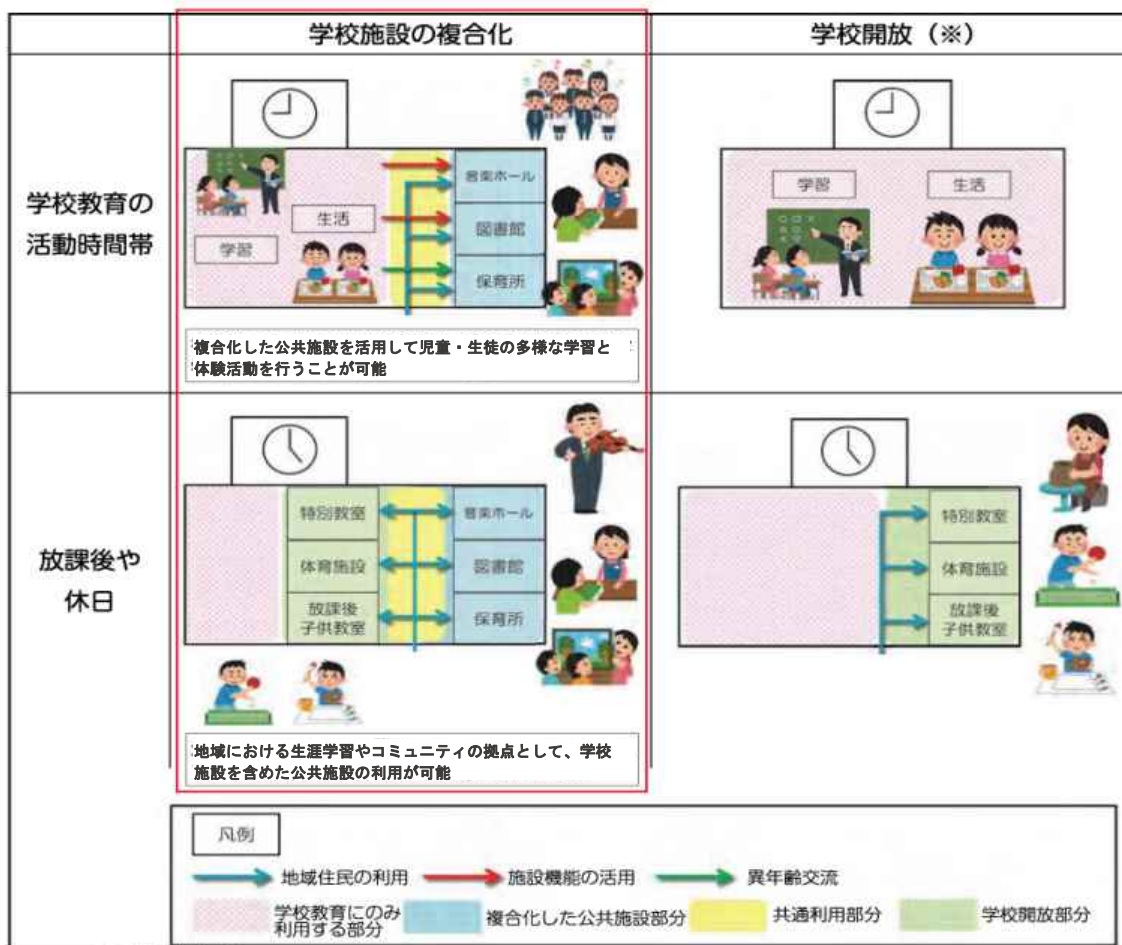 学校施設の複合化
学校開放（※）
学校教育の
活動時間帯
学習
生活
音楽ホール
図書館
保育所
複合化した公共施設を活用して児童・生徒の多様な学習と
体験活動を行うことが可能
学習
生活
放課後や
休日
特別教室
体育施設
放課後
子供教室
音楽ホール
図書館
保育所
地域における生涯学習やコミュニティの拠点として、学校
施設を含めた公共施設の利用が可能
特別教室
体育施設
放課後
子供教室
凡例
地域住民の利用
施設機能の活用
異年齢交流
学校教育にのみ
利用する部分
複合化した公共施設部分
共通利用部分
学校開放部分